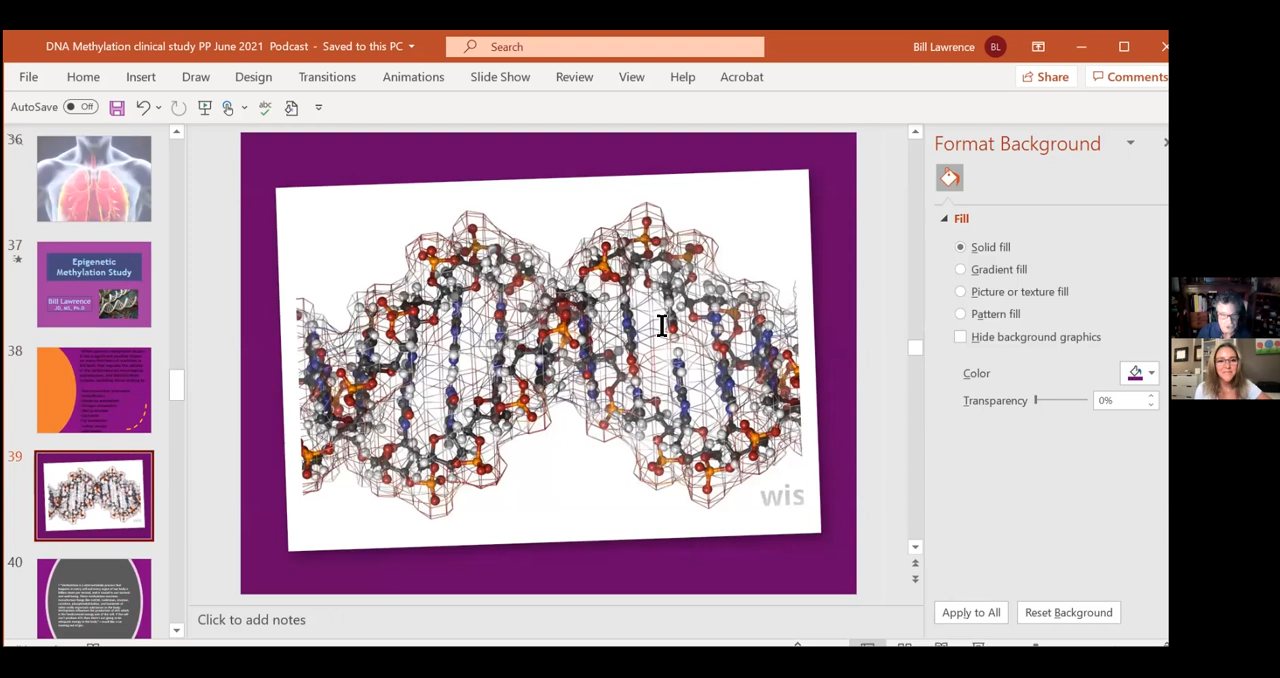 DNA Methylation clinical study PP June 2021 Podcast - Saved to this PC
Search
Bill Lawrence
BL
File Home Insert Draw Design Transitions Animations Slide Show Review View Help Acrobat
Share
Comments
AutoSave Off
abc
36
37
Epigenetic
Methylation Study
Bill Lawrence
38
39
40
wis
Click to add notes
Format Background
Fill
Solid fill
Gradient fill
Picture or texture fill
Pattern fill
Hide background graphics
Color
Transparency
0%
Apply to All
Reset Background